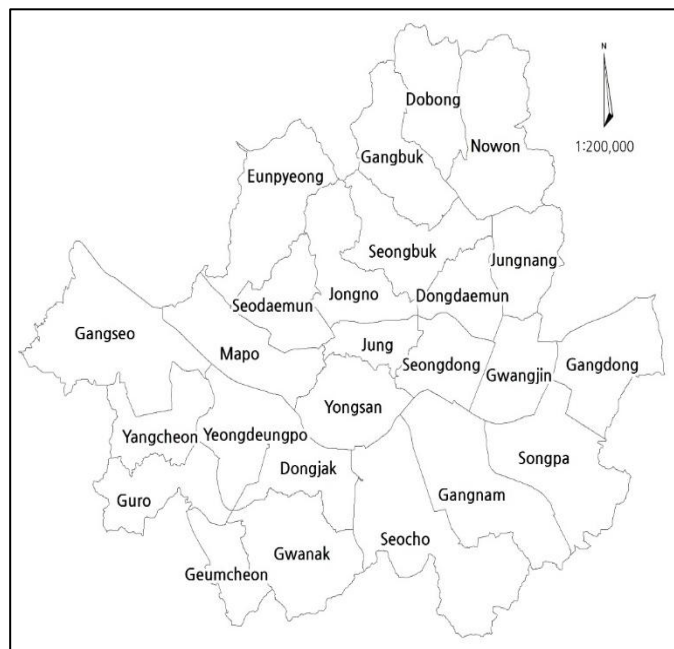 N
Dobong
1:200,000
Nowon
Gangbuk
Eunpyeong
Seongbuk
Jungnang
Seodaemun
Jongno
Dongdaemun
Gangseo
Mapo
Jung
Seongdong
Gwangjin
Gangdong
Yongsan
Yangcheon
Yeongdeungpo
Songpa
Dongjak
Guro
Gangnam
Seocho
Gwanak
Geumcheon